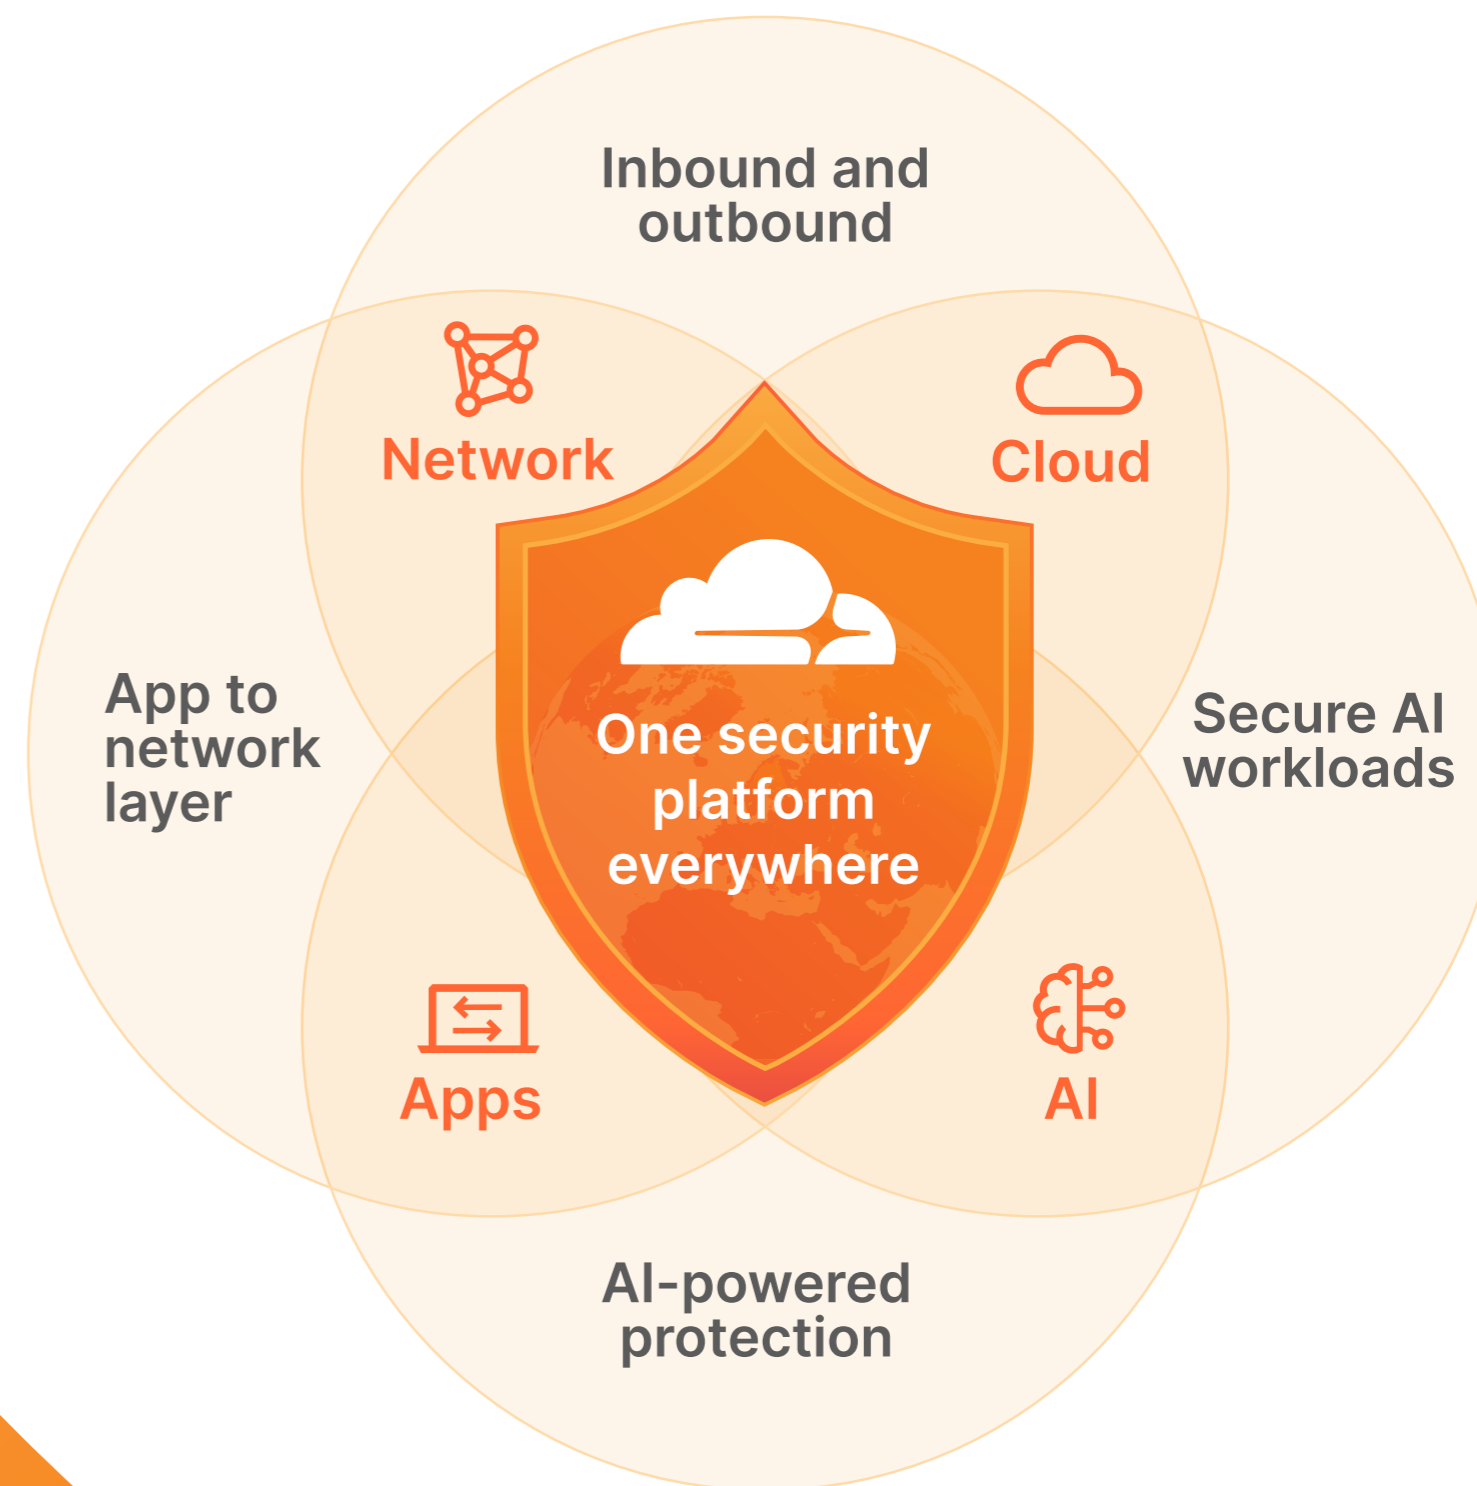 Inbound and
outbound
Network
Cloud
App to
network
layer
One security
platform
everywhere
Secure AI
workloads
Apps
AI
AI-powered
protection